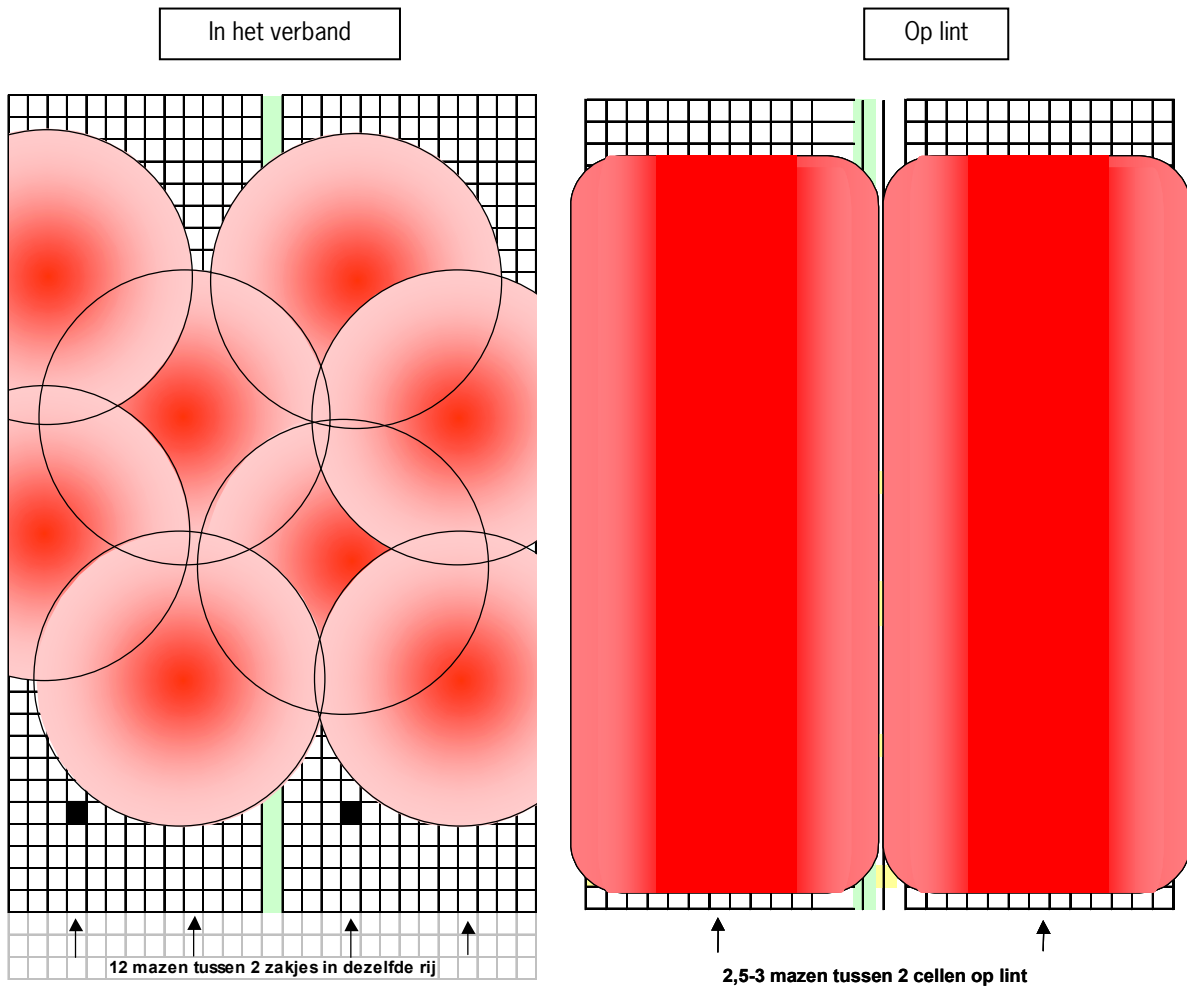 In het verband
Op lint
12 mazen tussen 2 zakjes in dezelfde rij
2,5-3 mazen tussen 2 cellen op lint